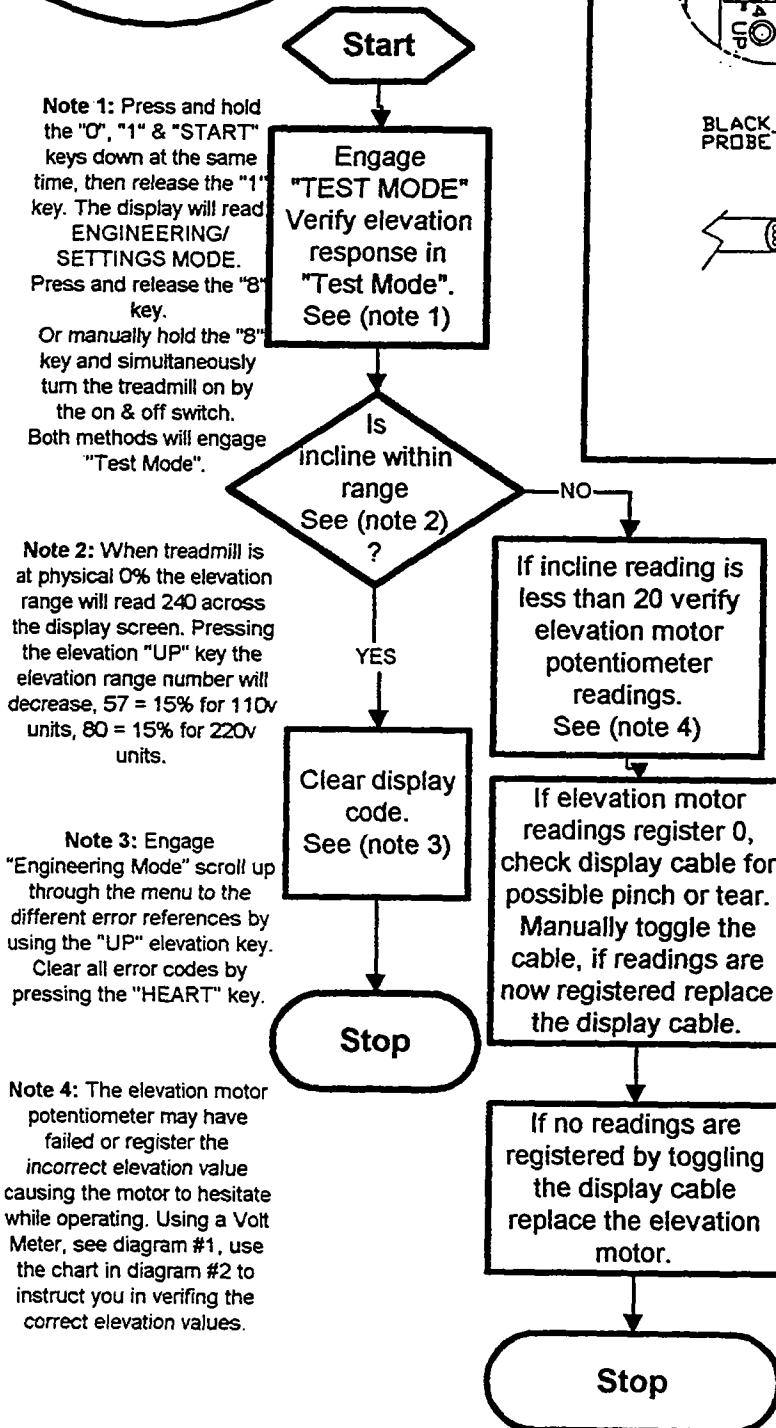 Start
Note 1: Press and hold
the "0", "1" & "START"
keys down at the same
time, then release the "1"
key. The display will read
ENGINEERING/
SETTINGS MODE.
Press and release the "8"
key.
Or manually hold the "8"
key and simultaneously
turn the treadmill on by
the on & off switch.
Both methods will engage
"Test Mode".
Engage
"TEST MODE"
Verify elevation
response in
"Test Mode".
See (note 1)
4
UP
BLACK
PROBE
Is
incline within
range
See (note 2)
?
NO
YES
Note 2: When treadmill is
at physical 0% the elevation
range will read 240 across
the display screen. Pressing
the elevation "UP" key the
elevation range number will
decrease, 57 = 15% for 110v
units, 80 = 15% for 220v
units.
If incline reading is
less than 20 verify
elevation motor
potentiometer
readings.
See (note 4)
Clear display
code.
See (note 3)
Note 3: Engage
"Engineering Mode" scroll up
through the menu to the
different error references by
using the "UP" elevation key.
Clear all error codes by
pressing the "HEART" key.
If elevation motor
readings register 0,
check display cable for
possible pinch or tear.
Manually toggle the
cable, if readings are
now registered replace
the display cable.
Stop
Note 4: The elevation motor
potentiometer may have
failed or register the
incorrect elevation value
causing the motor to hesitate
while operating. Using a Volt
Meter, see diagram #1, use
the chart in diagram #2 to
instruct you in verifing the
correct elevation values.
If no readings are
registered by toggling
the display cable
replace the elevation
motor.
Stop